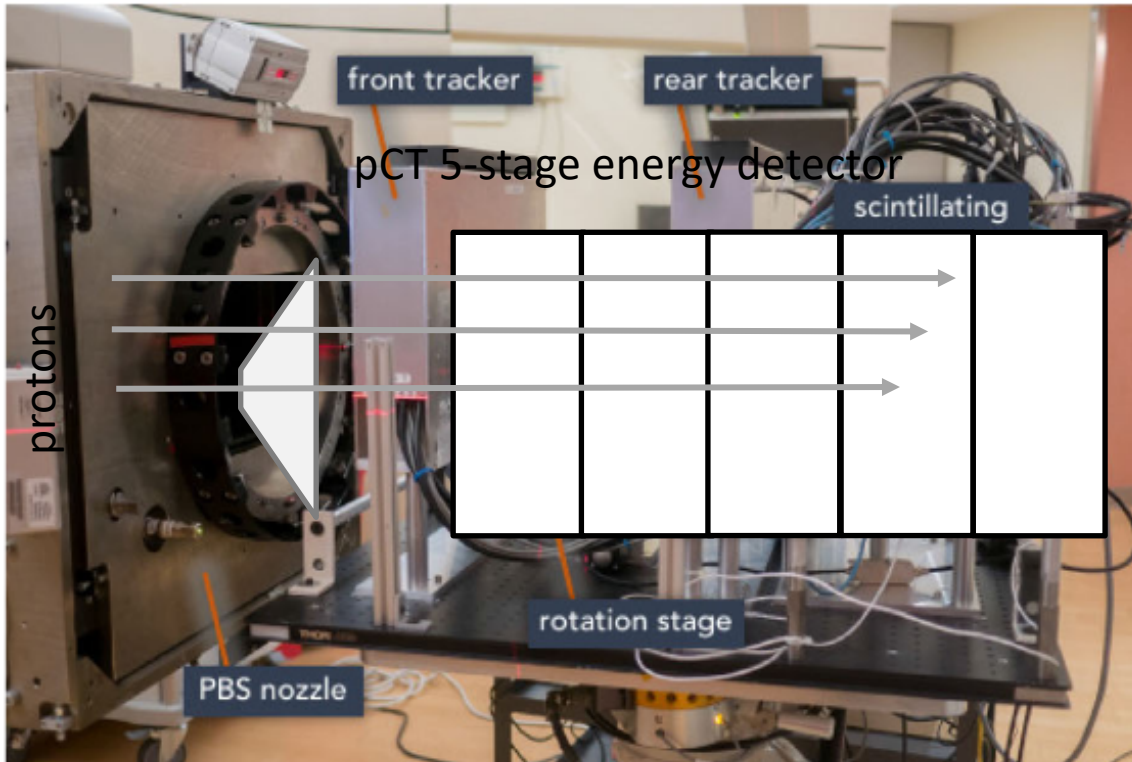 front tracker
rear tracker
pCT 5-stage energy detector
scintillating
protons
rotation stage
PBS nozzle